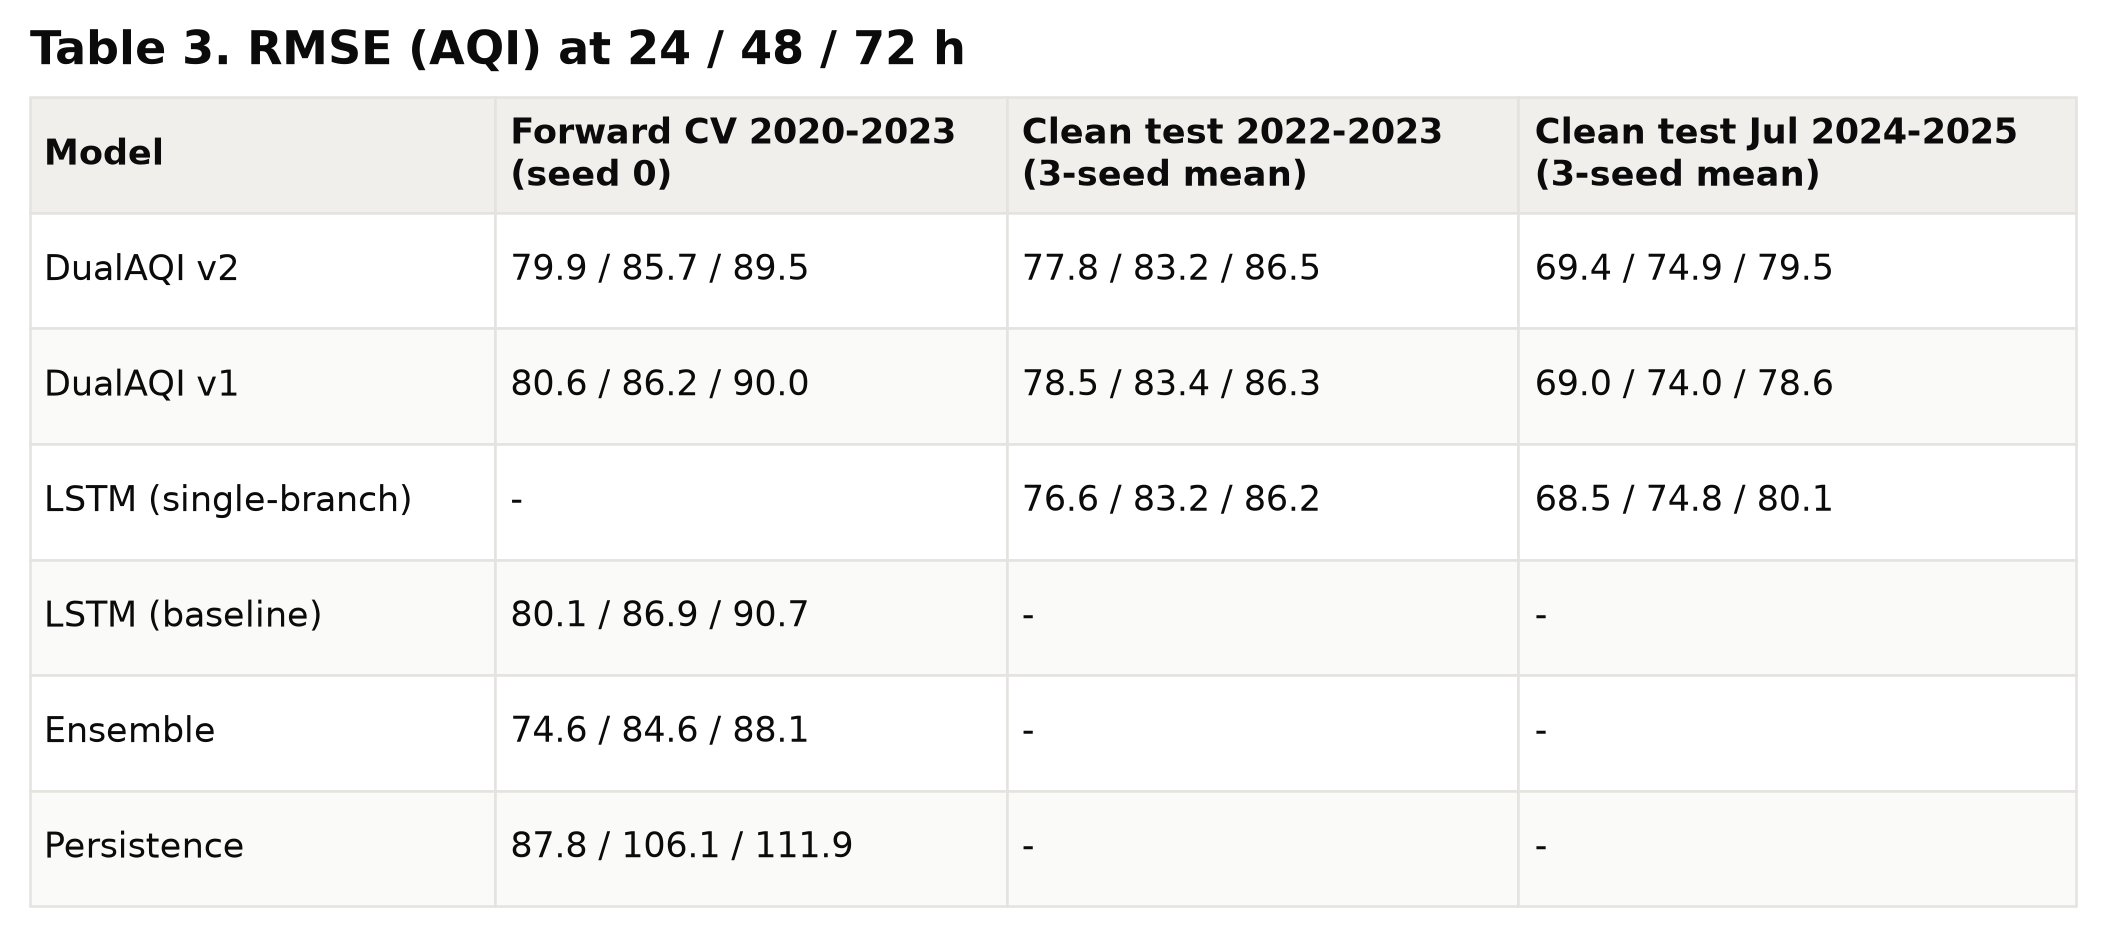 Table 3. RMSE (AQI) at 24 / 48 / 72 h
Model
Forward CV 2020-2023
(seed 0)
Clean test 2022-2023
(3-seed mean)
Clean test Jul 2024-2025
(3-seed mean)
DualAQI v2
79.9 / 85.7 / 89.5
77.8 / 83.2 / 86.5
69.4 / 74.9 / 79.5
DualAQI v1
80.6 / 86.2 / 90.0
78.5 / 83.4 / 86.3
69.0 / 74.0 / 78.6
LSTM (single-branch)
-
76.6 / 83.2 / 86.2
68.5 / 74.8 / 80.1
LSTM (baseline)
80.1 / 86.9 / 90.7
-
-
Ensemble
74.6 / 84.6 / 88.1
-
-
Persistence
87.8 / 106.1 / 111.9
-
-